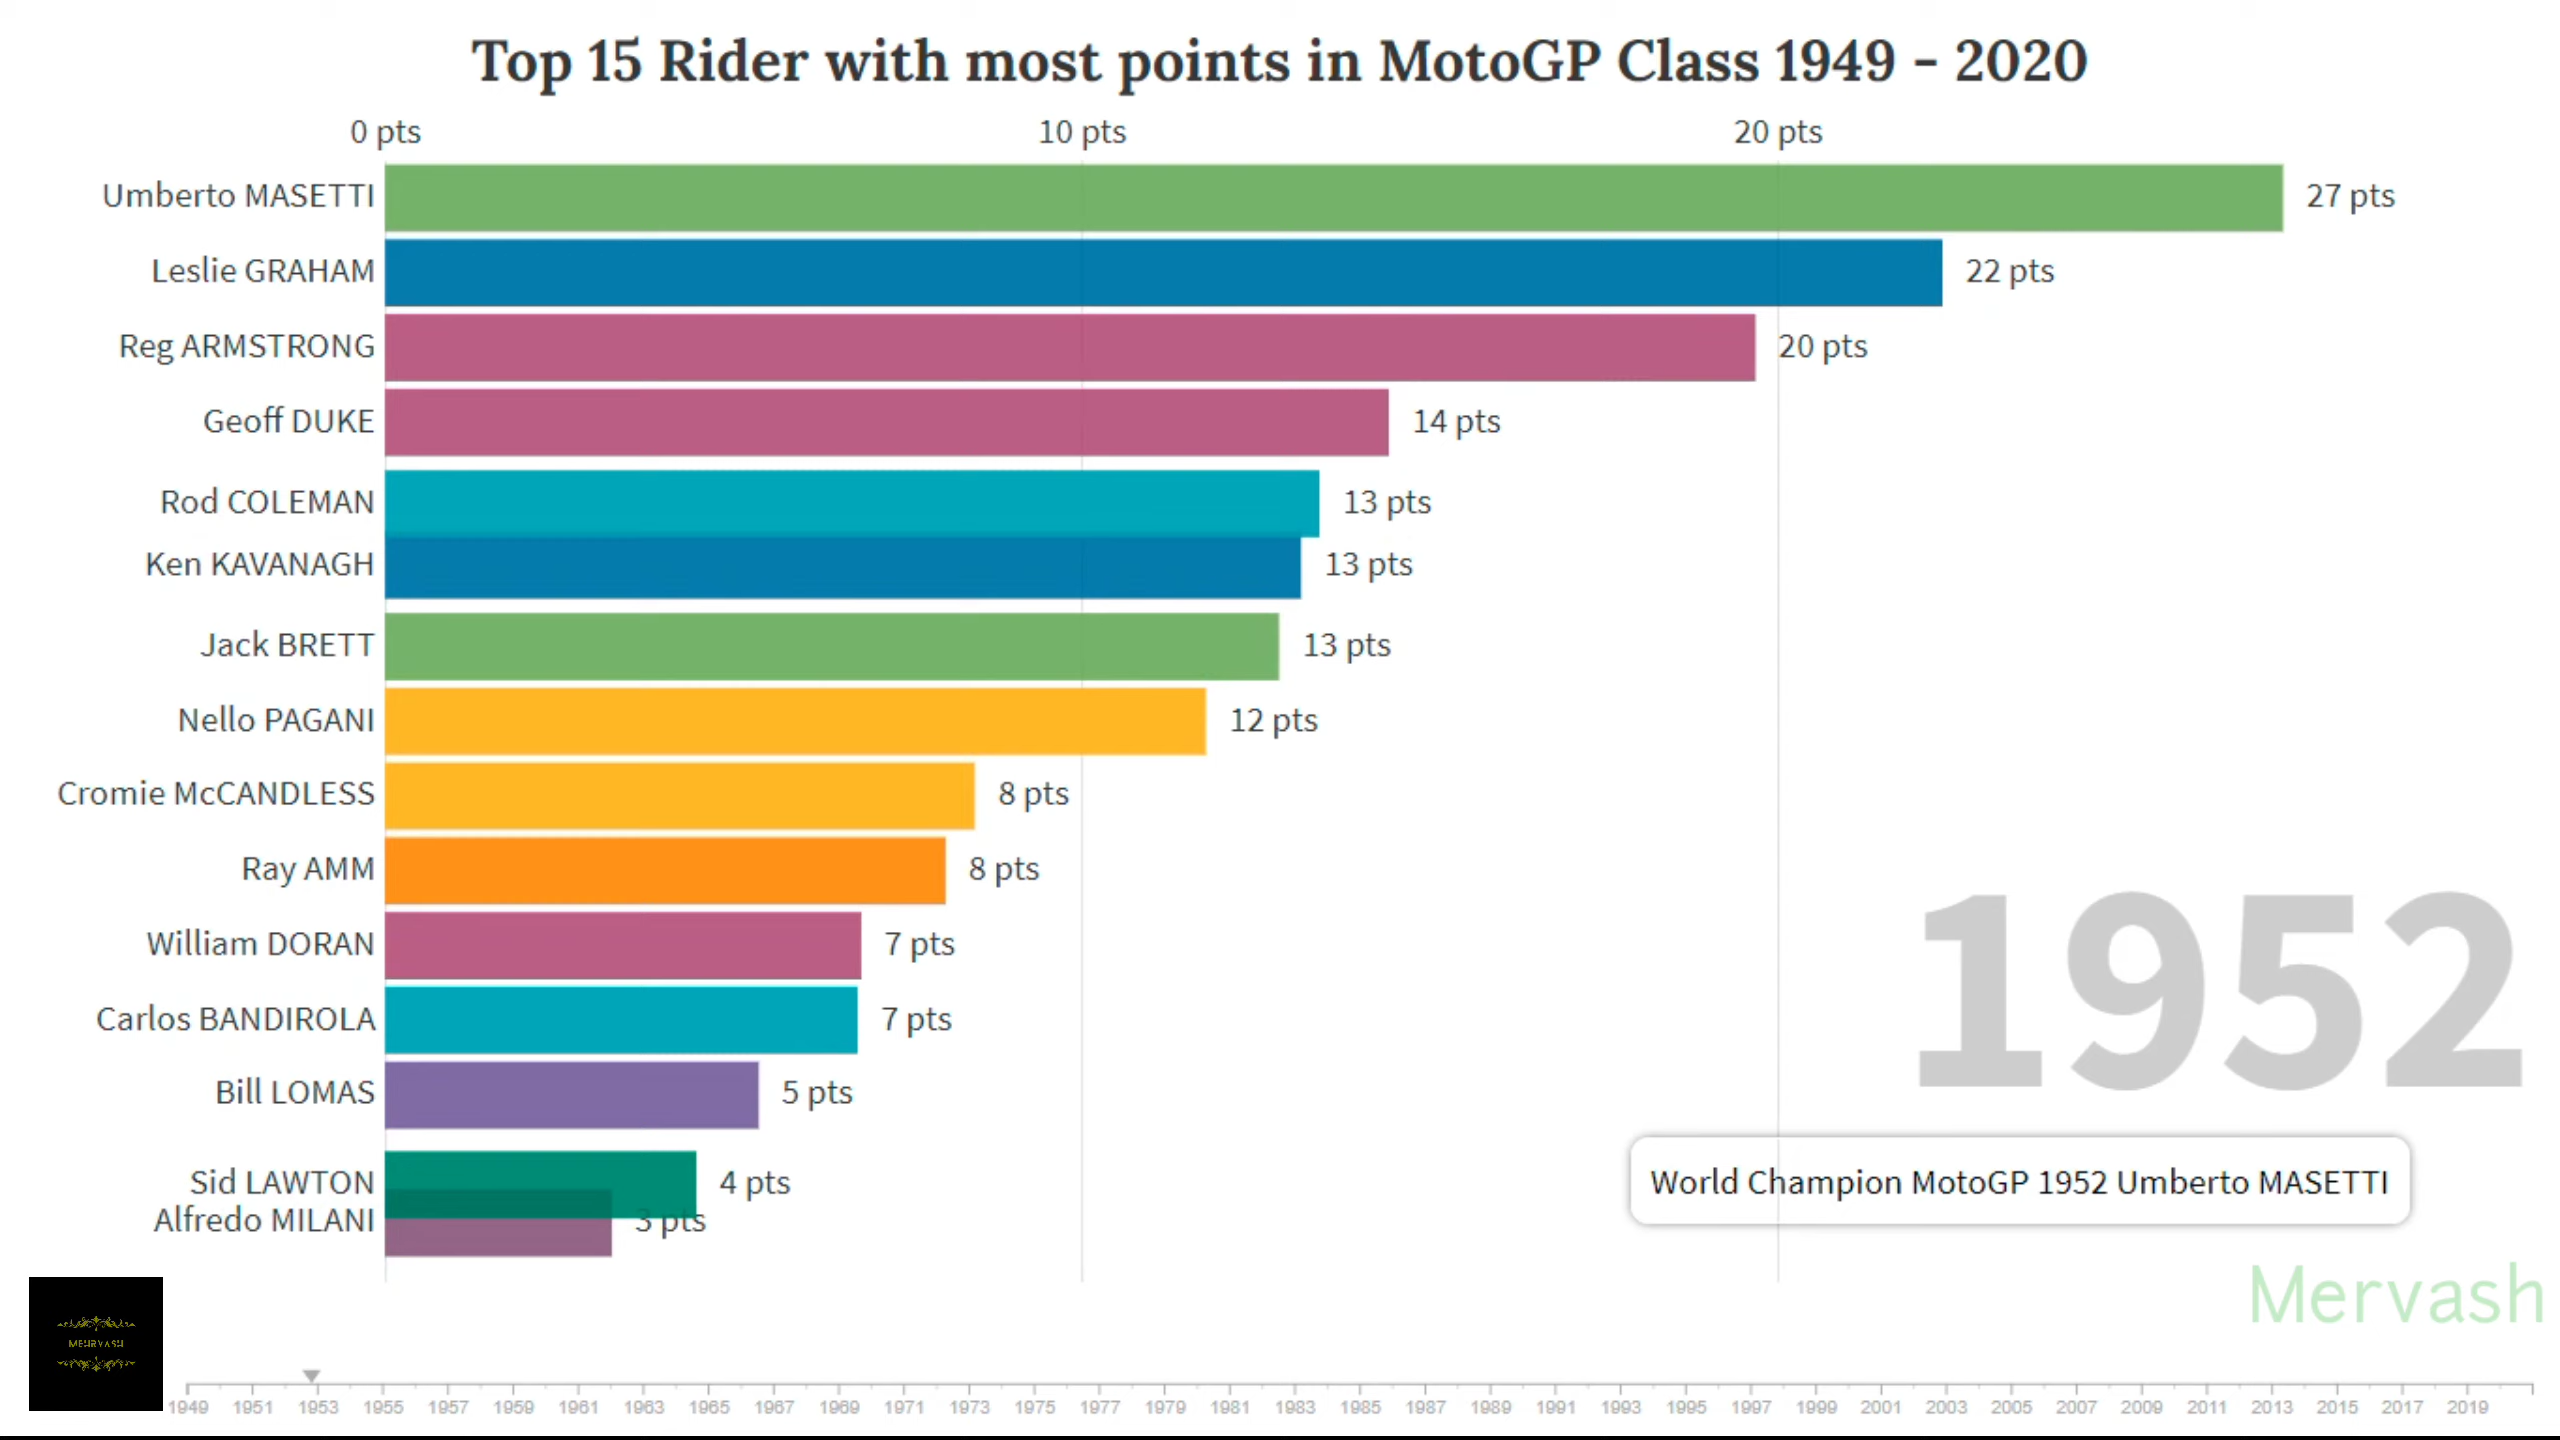 Top 15 Rider with most points in MotoGP Class 1949 - 2020
0 pts 10 pts 20 pts
Umberto MASETTI 27 pts
Leslie GRAHAM 22 pts
Reg ARMSTRONG 20 pts
Geoff DUKE 14 pts
Rod COLEMAN 13 pts
Ken KAVANAGH 13 pts
Jack BRETT 13 pts
Nello PAGANI 12 pts
Cromie McCANDLESS 8 pts
Ray AMM 8 pts
William DORAN 7 pts
Carlos BANDIROLA 7 pts
Bill LOMAS 5 pts
Sid LAWTON 4 pts
Alfredo MILANI 3 pts
1952
World Champion MotoGP 1952 Umberto MASETTI
Mervash
MEHRVASH
1949 1951 1953 1955 1957 1959 1961 1963 1965 1967 1969 1971 1973 1975 1977 1979 1981 1983 1985 1987 1989 1991 1993 1995 1997 1999 2001 2003 2005 2007 2009 2011 2013 2015 2017 2019